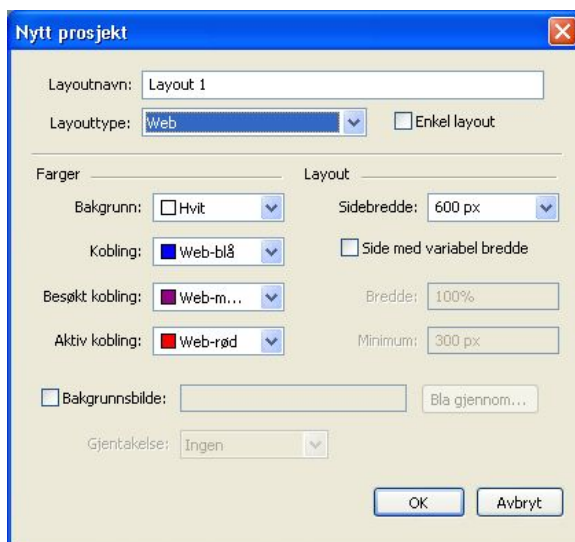 Nytt prosjekt
Layoutnavn: Layout 1
Layouttype: Web Enkel layout
Farger Layout
Bakgrunn: Hvit Sidebredde: 600 px
Kobling: Web-blå Side med variabel bredde
Besøkt kobling: Web-m... Bredde: 100%
Aktiv kobling: Web-rød Minimum: 300 px
Bakgrunnsbilde: Bla gjennom...
Gjentakelse: Ingen
OK Avbryt